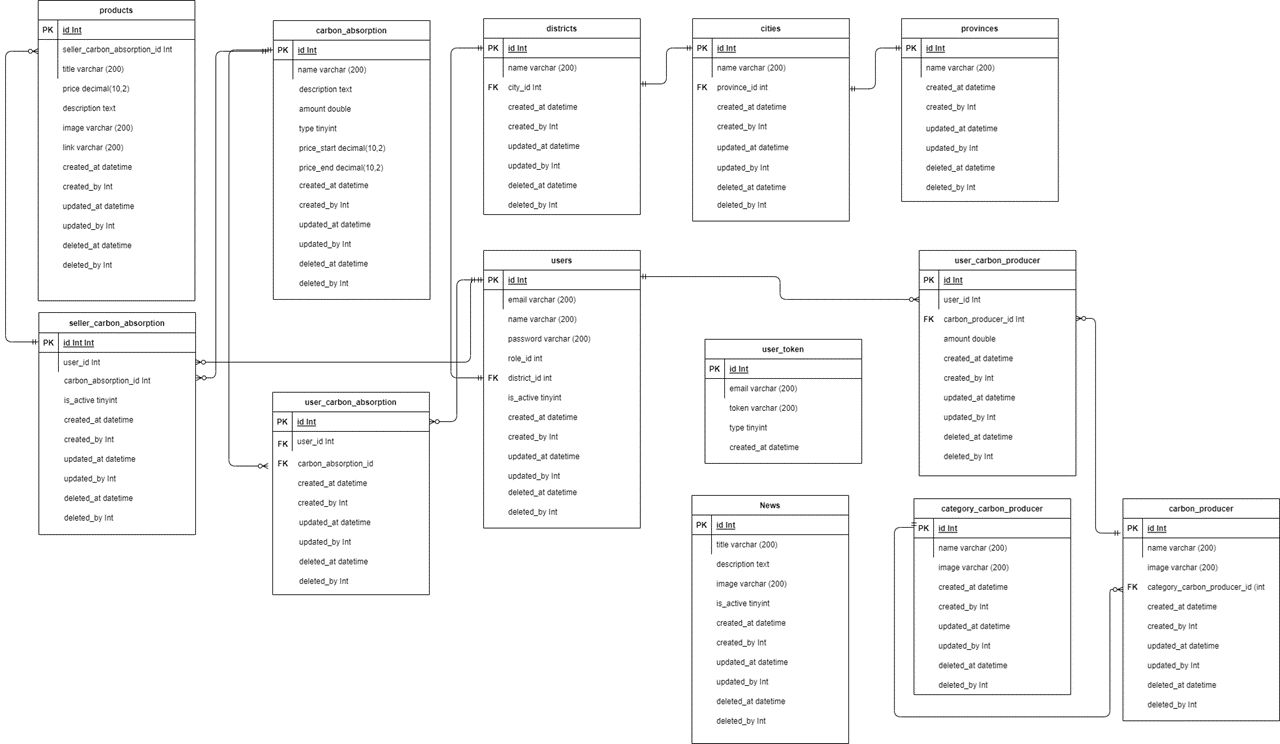 products
PK id Int
seller_carbon_absorption_id Int
title varchar (200)
price decimal(10,2)
description text
image varchar (200)
link varchar (200)
created_at datetime
created_by Int
updated_at datetime
updated_by Int
deleted_at datetime
deleted_by Int
carbon_absorption
PK id Int
name varchar (200)
description text
amount double
type tinyint
price_start decimal(10,2)
price_end decimal(10,2)
created_at datetime
created_by Int
updated_at datetime
updated_by Int
deleted_at datetime
deleted_by Int
districts
PK id Int
name varchar (200)
FK city_id Int
created_at datetime
created_by Int
updated_at datetime
updated_by Int
deleted_at datetime
deleted_by Int
cities
PK id Int
name varchar (200)
FK province_id int
created_at datetime
created_by Int
updated_at datetime
updated_by Int
deleted_at datetime
deleted_by Int
provinces
PK id Int
name varchar (200)
created_at datetime
created_by Int
updated_at datetime
updated_by Int
deleted_at datetime
deleted_by Int
seller_carbon_absorption
PK id Int Int
user_id Int
carbon_absorption_id Int
is_active tinyint
created_at datetime
created_by Int
updated_at datetime
updated_by Int
deleted_at datetime
deleted_by Int
user_carbon_absorption
PK id Int
FK user_id Int
FK carbon_absorption_id
created_at datetime
created_by Int
updated_at datetime
updated_by Int
deleted_at datetime
deleted_by Int
users
PK id Int
email varchar (200)
name varchar (200)
password varchar (200)
role_id int
FK district_id int
is_active tinyint
created_at datetime
created_by Int
updated_at datetime
updated_by Int
deleted_at datetime
deleted_by Int
user_token
PK id Int
email varchar (200)
token varchar (200)
type tinyint
created_at datetime
user_carbon_producer
PK id Int
user_id Int
FK carbon_producer_id Int
amount double
created_at datetime
created_by Int
updated_at datetime
updated_by Int
deleted_at datetime
deleted_by Int
News
PK id Int
title varchar (200)
description text
image varchar (200)
is_active tinyint
created_at datetime
created_by Int
updated_at datetime
updated_by Int
deleted_at datetime
deleted_by Int
category_carbon_producer
PK id Int
name varchar (200)
image varchar (200)
created_at datetime
created_by Int
updated_at datetime
updated_by Int
deleted_at datetime
deleted_by Int
carbon_producer
PK id Int
name varchar (200)
image varchar (200)
FK category_carbon_producer_id (int
created_at datetime
created_by Int
updated_at datetime
updated_by Int
deleted_at datetime
deleted_by Int